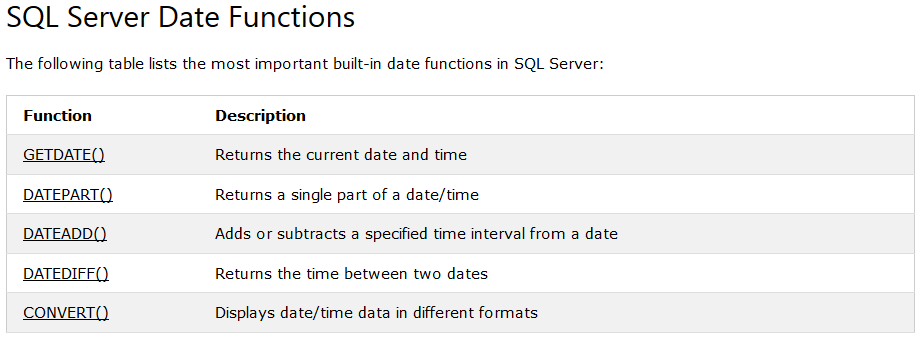 SQL Server Date Functions
The following table lists the most important built-in date functions in SQL Server:
Function Description
GETDATE() Returns the current date and time
DATEPART() Returns a single part of a date/time
DATEADD() Adds or subtracts a specified time interval from a date
DATEDIFF() Returns the time between two dates
CONVERT() Displays date/time data in different formats